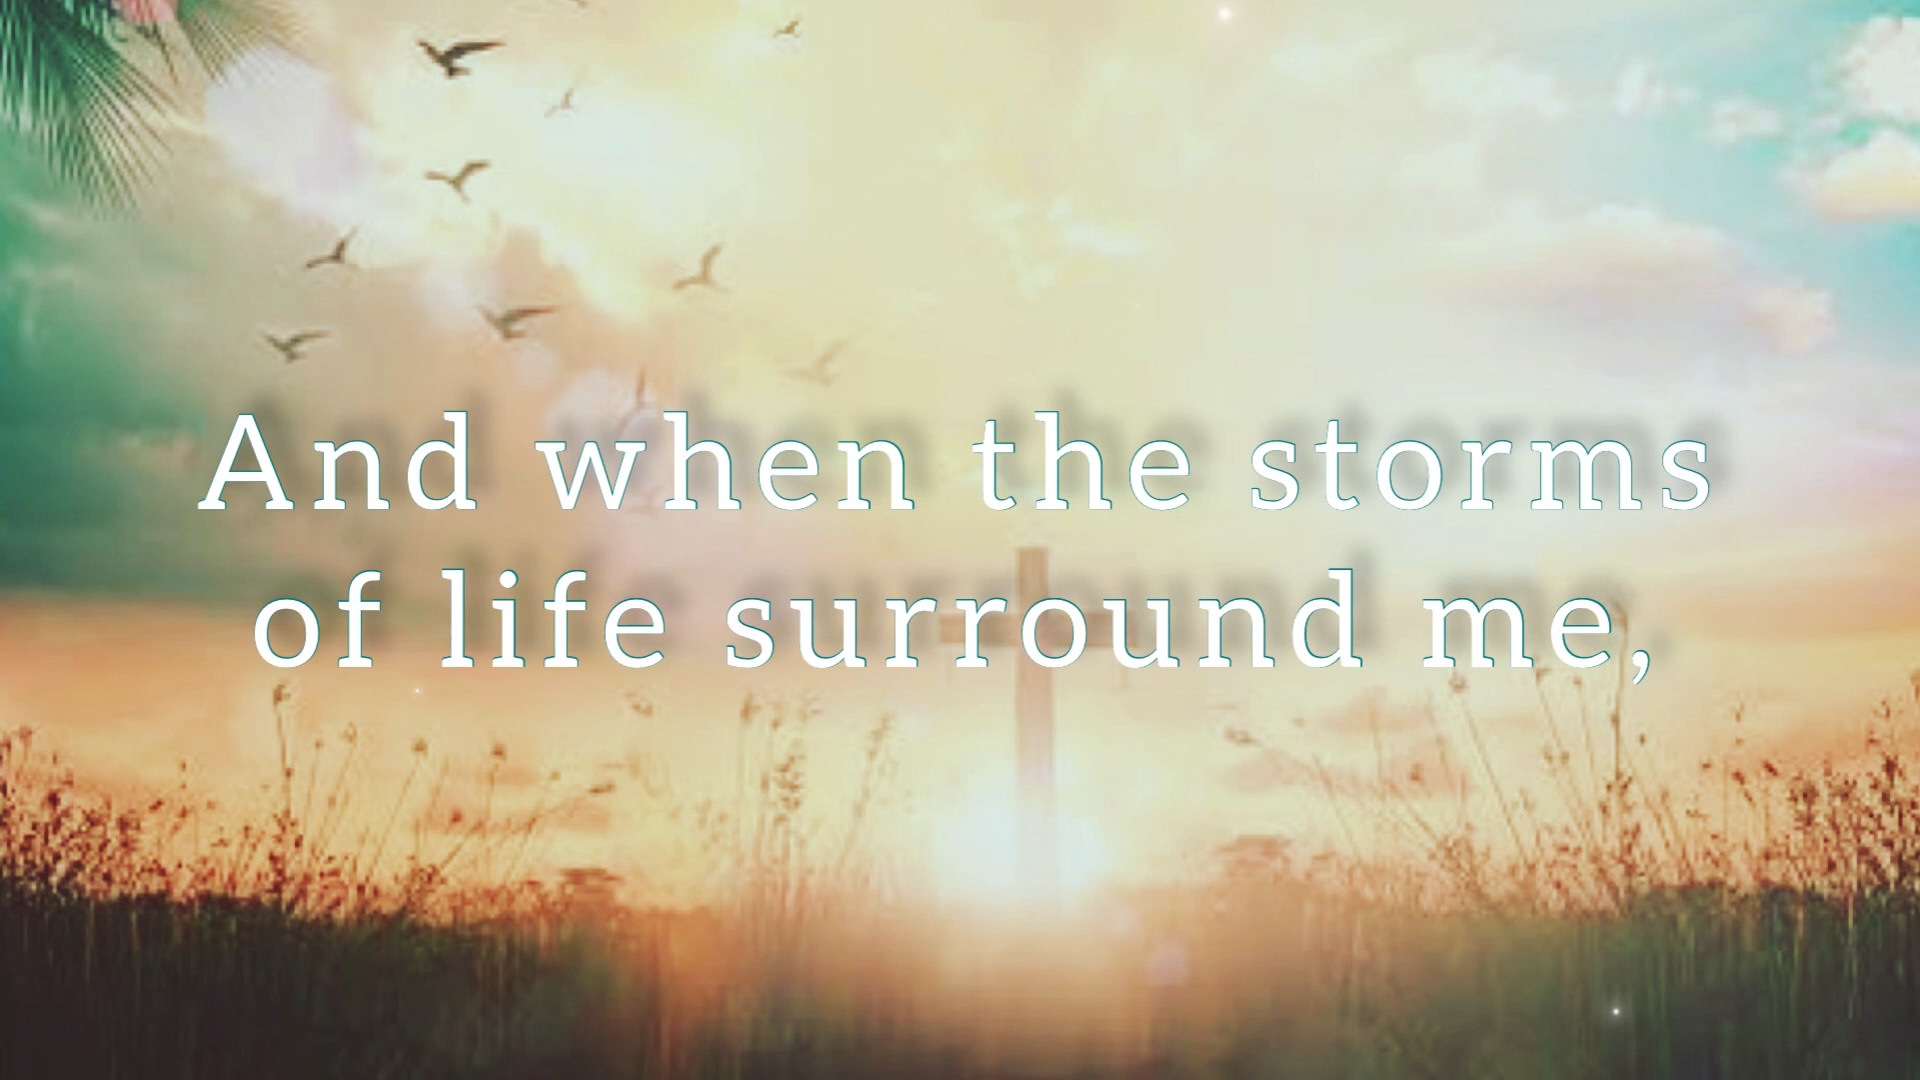 And when the storms
of life surround me,